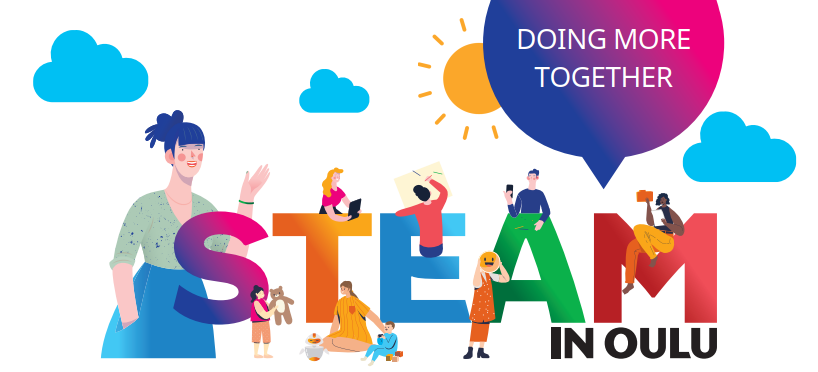 DOING MORE
TOGETHER
STEAM
IN OULU